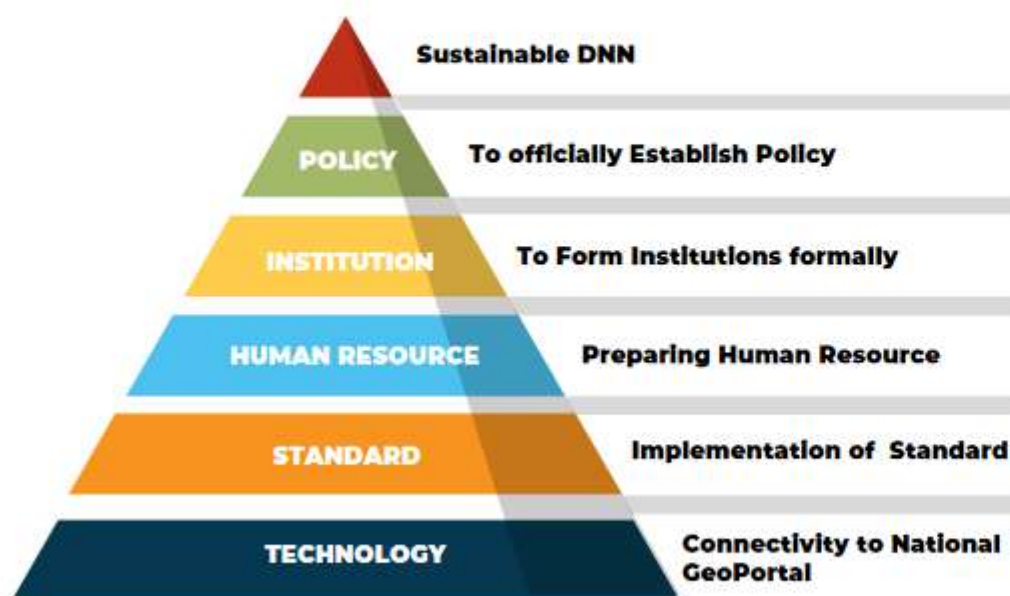 Sustainable DNN
POLICY
To officially Establish Policy
INSTITUTION
To Form Institutions formally
HUMAN RESOURCE
Preparing Human Resource
STANDARD
Implementation of Standard
TECHNOLOGY
Connectivity to National
GeoPortal